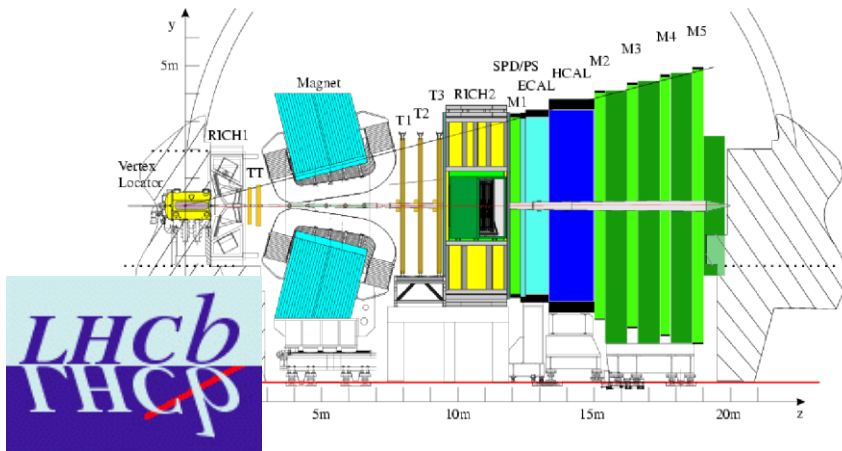 y
5m
Vertex
Locator
RICH1
TT
Magnet
T1
T2
T3
RICH2
M1
SPD/PS
ECAL
HCAL
M2
M3
M4
M5
5m
10m
15m
20m
z
LHCb
LHCb